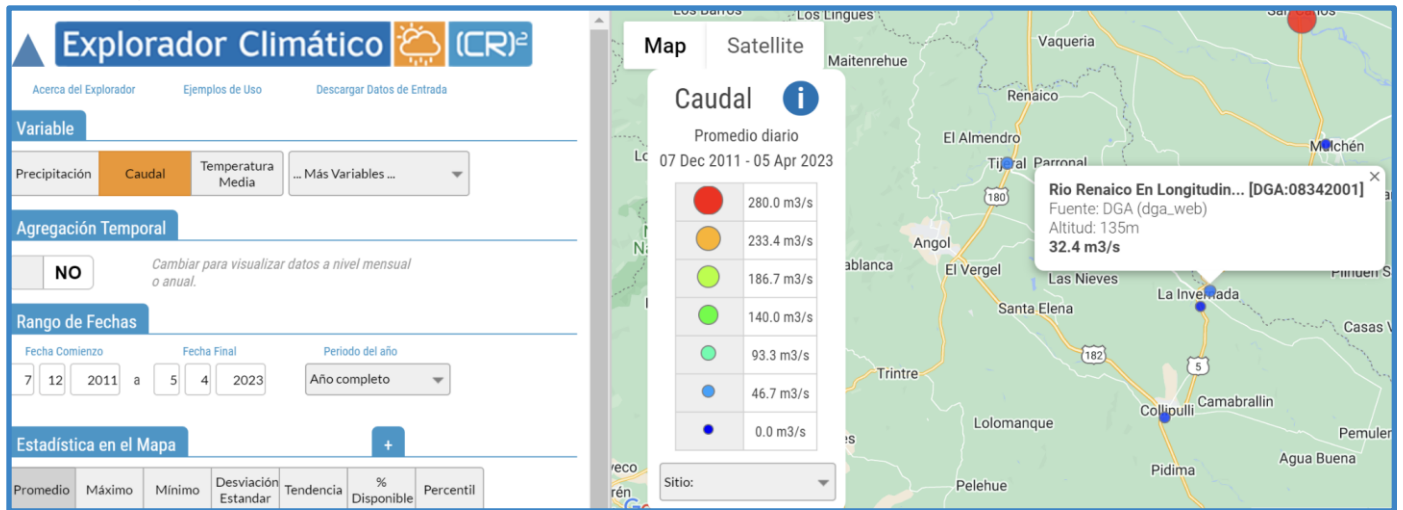 Explorador Climático (CR)²
Acerca del Explorador Ejemplos de Uso Descargar Datos de Entrada
Variable
Precipitación Caudal Temperatura Media ... Más Variables ...
Agregación Temporal
NO Cambiar para visualizar datos a nivel mensual
o anual.
Rango de Fechas
Fecha Comienzo Fecha Final Periodo del año
7 12 2011 a 5 4 2023 Año completo
Estadística en el Mapa +
Promedio Máximo Mínimo Desviación Estandar Tendencia % Disponible Percentil
Map Satellite
Caudal i
Promedio diario
07 Dec 2011 - 05 Apr 2023
280.0 m3/s
233.4 m3/s
186.7 m3/s
140.0 m3/s
93.3 m3/s
46.7 m3/s
0.0 m3/s
Sitio:
Los Barros
Los Lingues
San Carlos
Vaqueria
Maitenrehue
Renaico
El Almendro
Mulchén
Tijeral Parronal
180
Rio Renaico En Longitudin... [DGA:08342001] ×
Fuente: DGA (dga_web)
Altitud: 135m
32.4 m3/s
Angol
El Vergel
Las Nieves
La Invernada
Santa Elena
Casas
182
5
Trintre
Collipulli
Camabrallin
Lolomanque
Pemuler
Agua Buena
Pidima
Pelehue